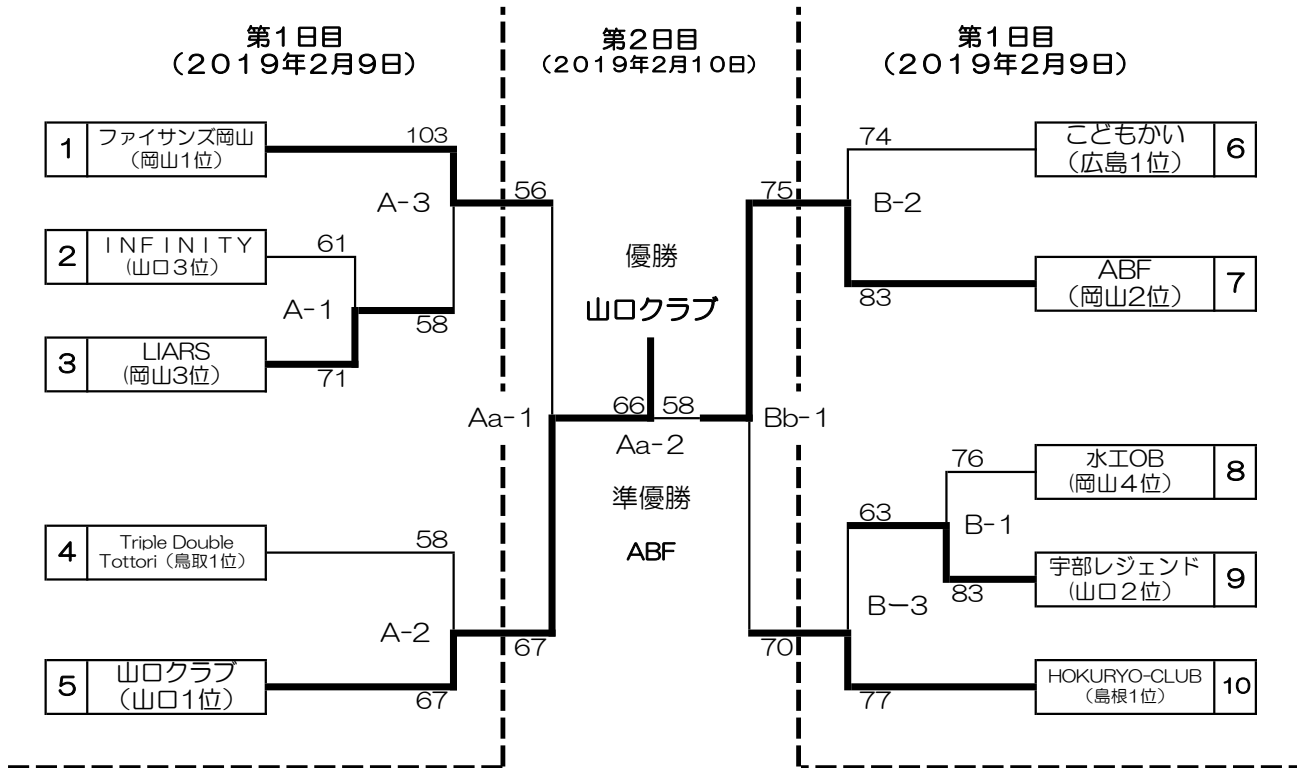 第１日目
（２０１９年２月９日）
第２日目
（２０１９年２月１０日）
第１日目
（２０１９年２月９日）
1
ファイサンズ岡山
（岡山1位）
103
A-3
56
2
ＩＮＦＩＮＩＴＹ
(山口３位)
61
A-1
58
3
LIARS
(岡山3位)
71
Aa-1
4
Triple Double
Tottori（鳥取1位）
58
A-2
67
5
山口クラブ
（山口1位）
67
優勝
山口クラブ
66
58
Aa-2
準優勝
ABF
75
74
こどもかい
（広島1位）
6
B-2
ABF
（岡山2位）
7
83
Bb-1
76
水工OB
(岡山４位)
8
63
B-1
宇部レジェンド
(山口２位)
9
83
B－3
70
77
HOKURYO-CLUB
（島根1位）
10